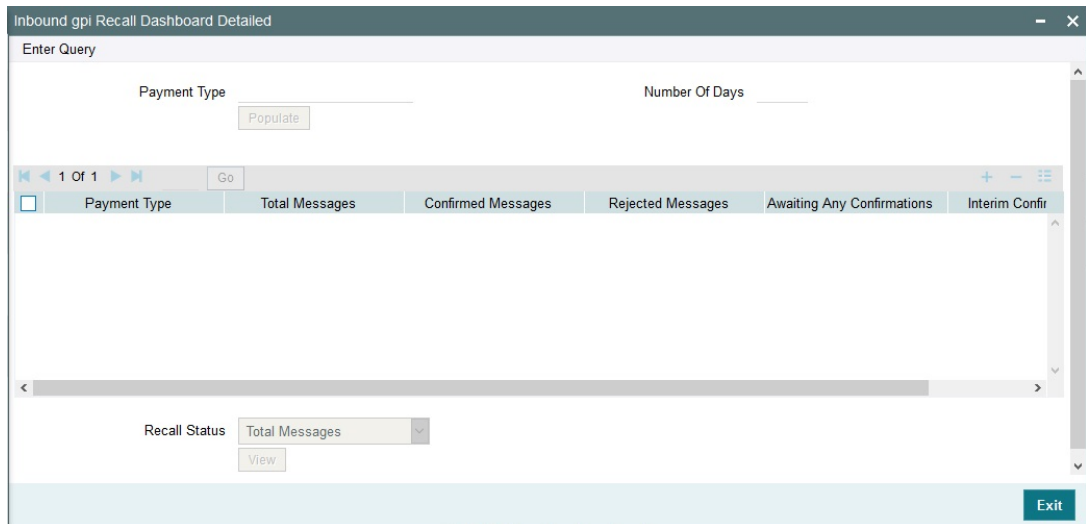 Inbound gpi Recall Dashboard Detailed
Enter Query
Payment Type Number Of Days
Populate
1 Of 1 Go
Payment Type Total Messages Confirmed Messages Rejected Messages Awaiting Any Confirmations Interim Confir
Recall Status Total Messages
View
Exit